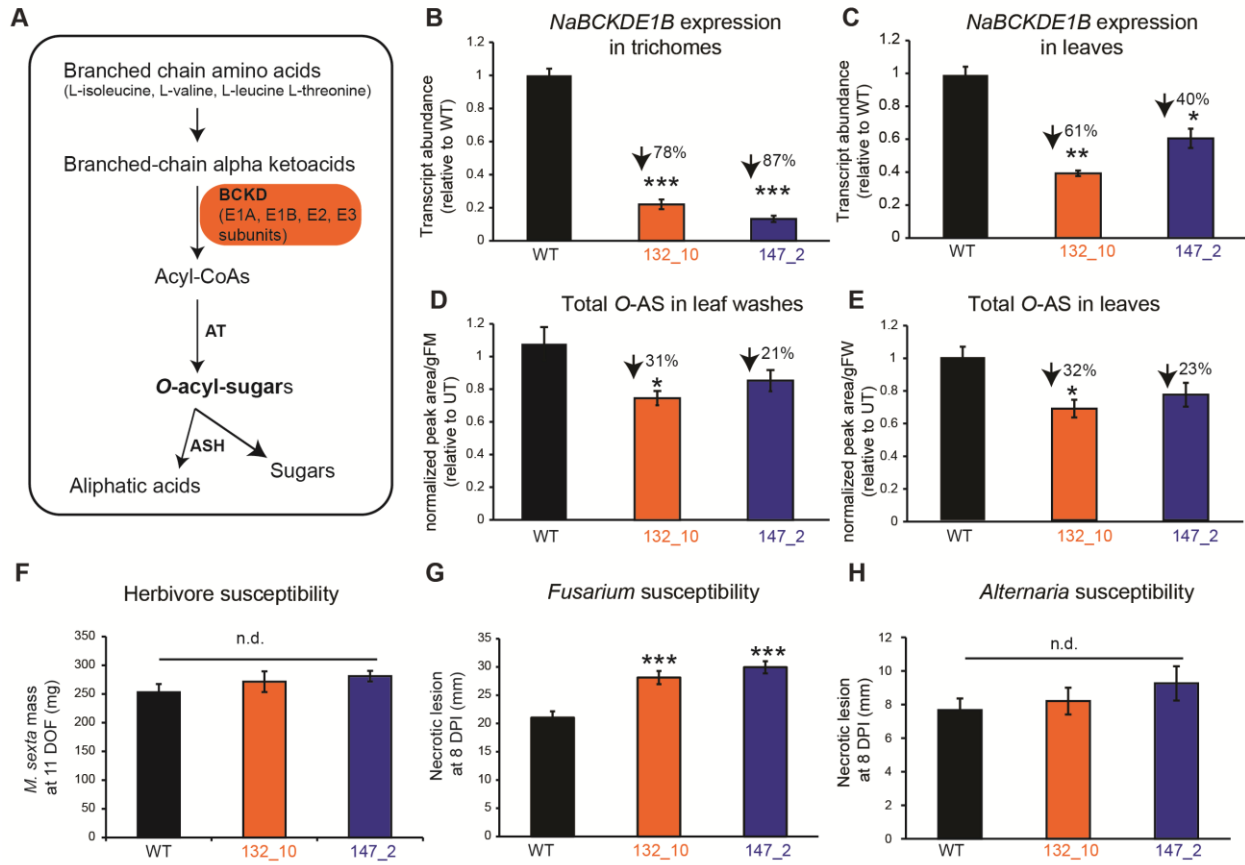 A
Branched chain amino acids
(L-isoleucine, L-valine, L-leucine L-threonine)
Branched-chain alpha ketoacids
BCKD
(E1A, E1B, E2, E3
subunits)
Acyl-CoAs
AT
O-acyl-sugars
ASH
Aliphatic acids
Sugars
B
NaBCKDE1B expression
in trichomes
Transcript abundance
(relative to WT)
1.2
1
0.8
0.6
0.4
0.2
0
78%
***
87%
***
WT
132_10
147_2
C
NaBCKDE1B expression
in leaves
Transcript abundance
(relative to WT)
1.2
1
0.8
0.6
0.4
0.2
0
61%
**
40%
*
WT
132_10
147_2
D
Total O-AS in leaf washes
normalized peak area/gFM
(relative to UT)
1.2
1
0.8
0.6
0.4
0.2
0
31%
*
21%
WT
132_10
147_2
E
Total O-AS in leaves
normalized peak area/gFW
(relative to UT)
1.2
1
0.8
0.6
0.4
0.2
0
32%
*
23%
WT
132_10
147_2
F
Herbivore susceptibility
M. sexta mass
at 11 DOF (mg)
350
300
250
200
150
100
50
0
n.d.
WT
132_10
147_2
G
Fusarium susceptibility
Necrotic lesion
at 8 DPI (mm)
35
30
25
20
15
10
5
0
***
***
WT
132_10
147_2
H
Alternaria susceptibility
Necrotic lesion
at 8 DPI (mm)
12
10
8
6
4
2
0
n.d.
WT
132_10
147_2